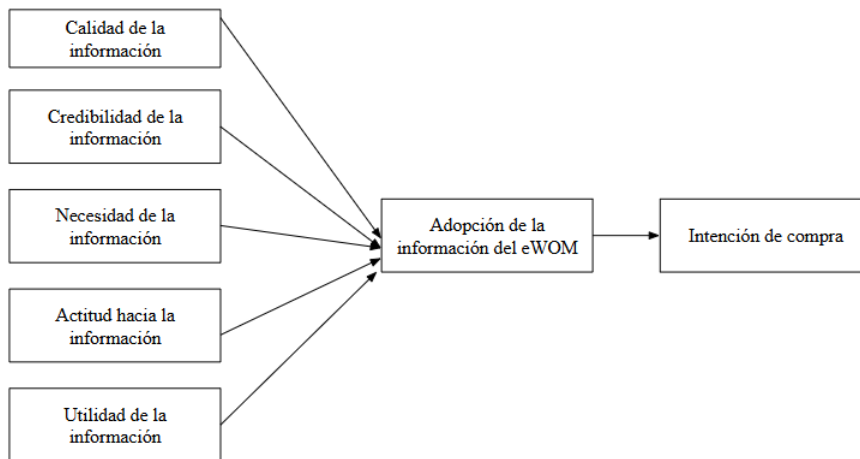 Calidad de la
información
Credibilidad de la
información
Necesidad de la
información
Actitud hacia la
información
Utilidad de la
información
Adopción de la
información del eWOM
Intención de compra